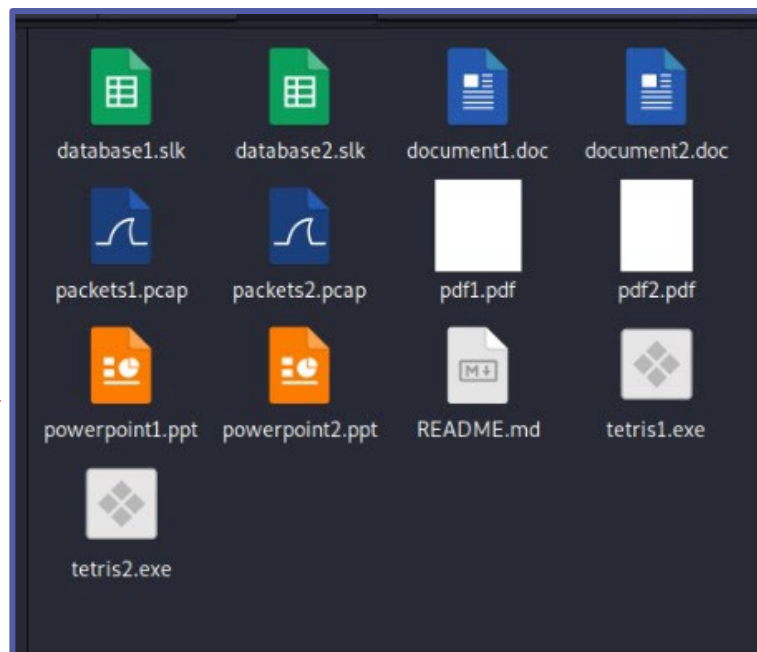 database1.slk
database2.slk
document1.doc
document2.doc
packets1.pcap
packets2.pcap
pdf1.pdf
pdf2.pdf
powerpoint1.ppt
powerpoint2.ppt
M
README.md
tetris1.exe
tetris2.exe